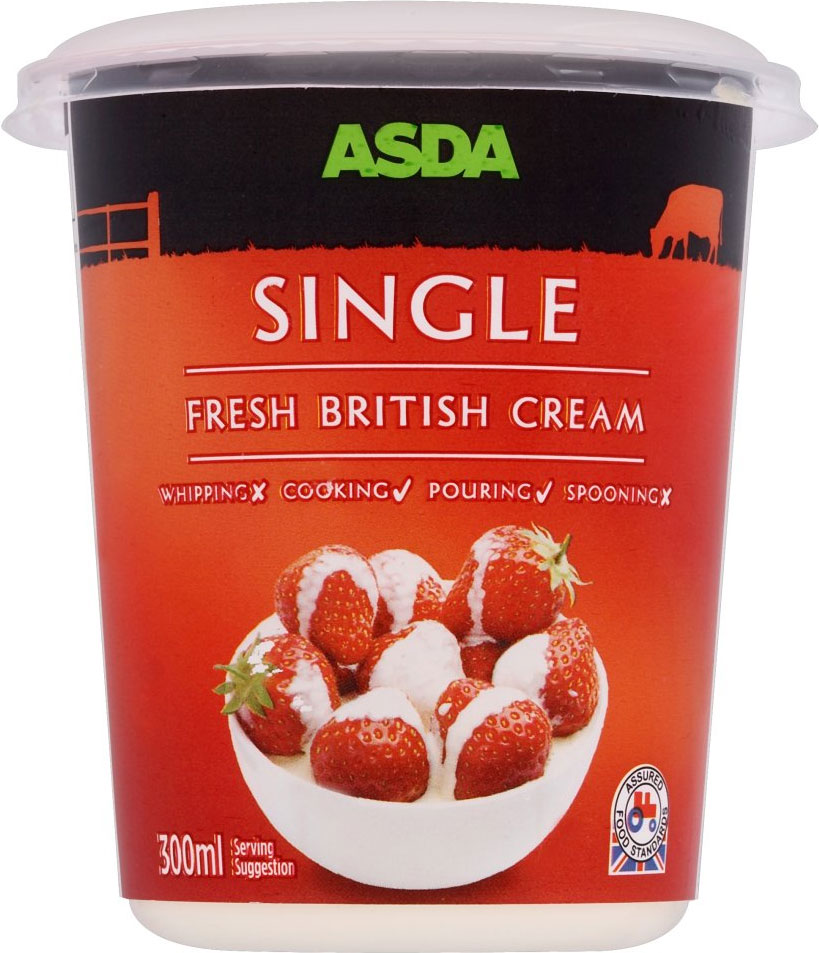 ASDA
SINGLE
FRESH BRITISH CREAM
WHIPPING✗ COOKING✓ POURING✓ SPOONING✗
ASSURED
FOOD STANDARDS
300ml Serving
Suggestion